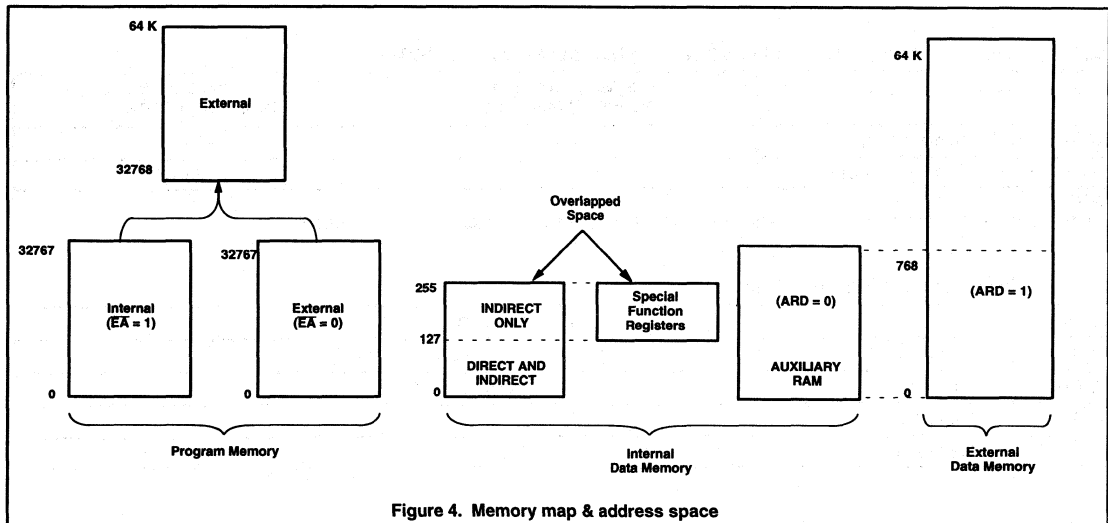 64 K
External
32768
32767
Internal
(E̅A̅ = 1)
0
32767
External
(E̅A̅ = 0)
0
Program Memory
Overlapped
Space
255
INDIRECT
ONLY
127
DIRECT AND
INDIRECT
0
Special
Function
Registers
(ARD = 0)
AUXILIARY
RAM
Internal
Data Memory
64 K
768
(ARD = 1)
0
External
Data Memory
Figure 4. Memory map & address space